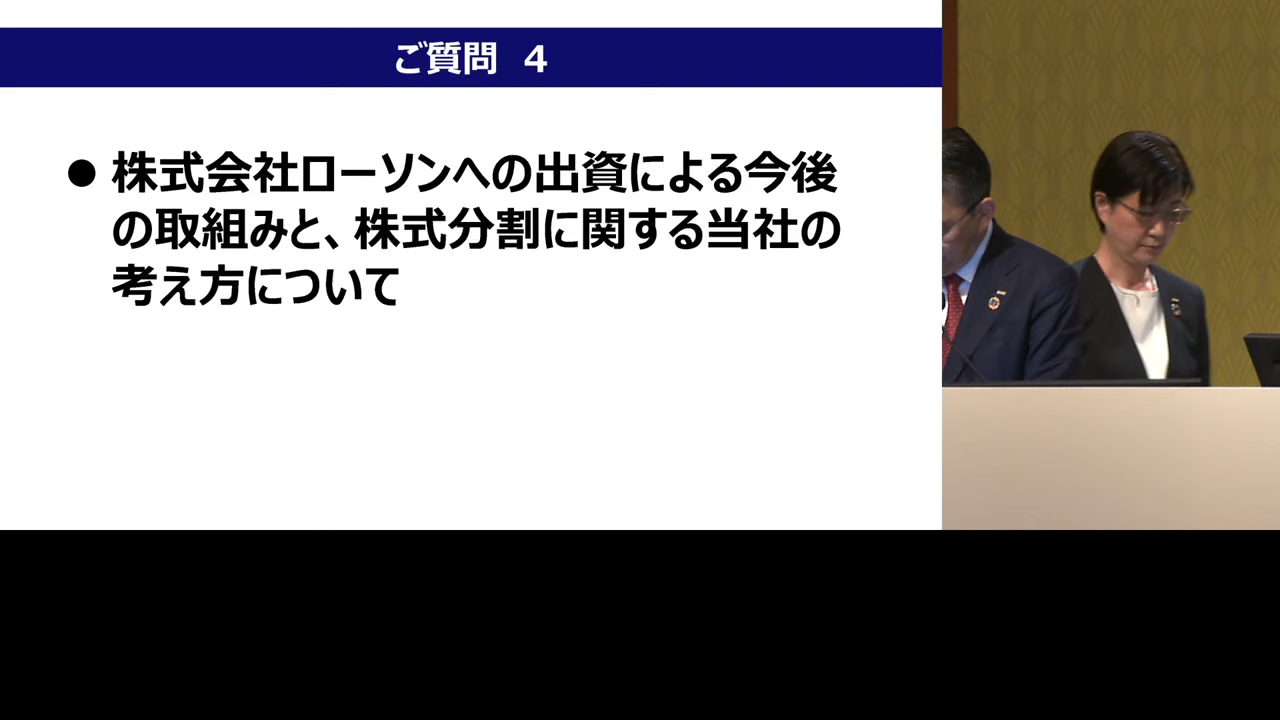 ご質問 4
● 株式会社ローソンへの出資による今後
の取組みと、株式分割に関する当社の
考え方について